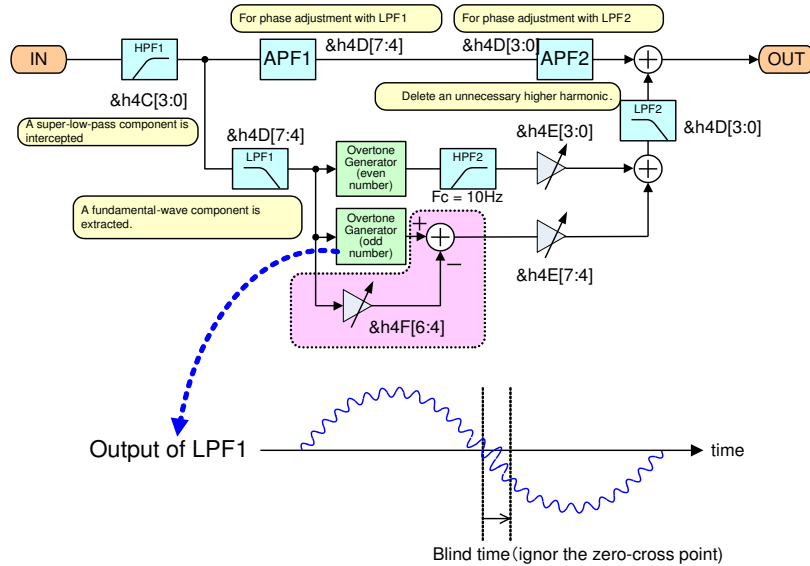 For phase adjustment with LPF1
For phase adjustment with LPF2
IN
HPF1
&h4D[7:4]
APF1
&h4D[3:0]
APF2
OUT
&h4C[3:0]
Delete an unnecessary higher harmonic.
A super-low-pass component is
intercepted
LPF2
&h4D[3:0]
&h4D[7:4]
LPF1
Overtone
Generator
(even
number)
HPF2
Fc = 10Hz
&h4E[3:0]
A fundamental-wave component is
extracted.
Overtone
Ganerator
(odd
number)
+
−
&h4E[7:4]
&h4F[6:4]
Output of LPF1
time
Blind time(ignor the zero-cross point)